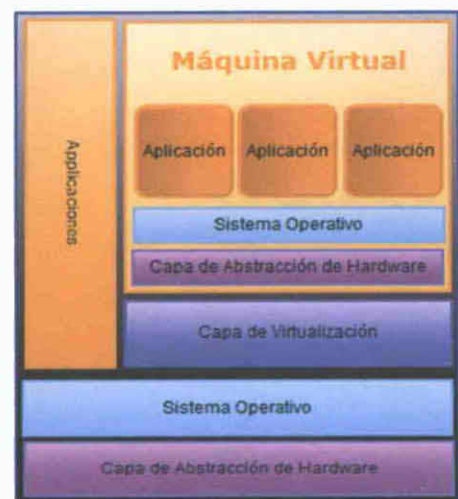 Máquina Virtual
Applicaciones
Aplicación Aplicación Aplicación
Sistema Operativo
Capa de Abstracción de Hardware
Capa de Virtualización
Sistema Operativo
Capa de Abstracción de Hardware